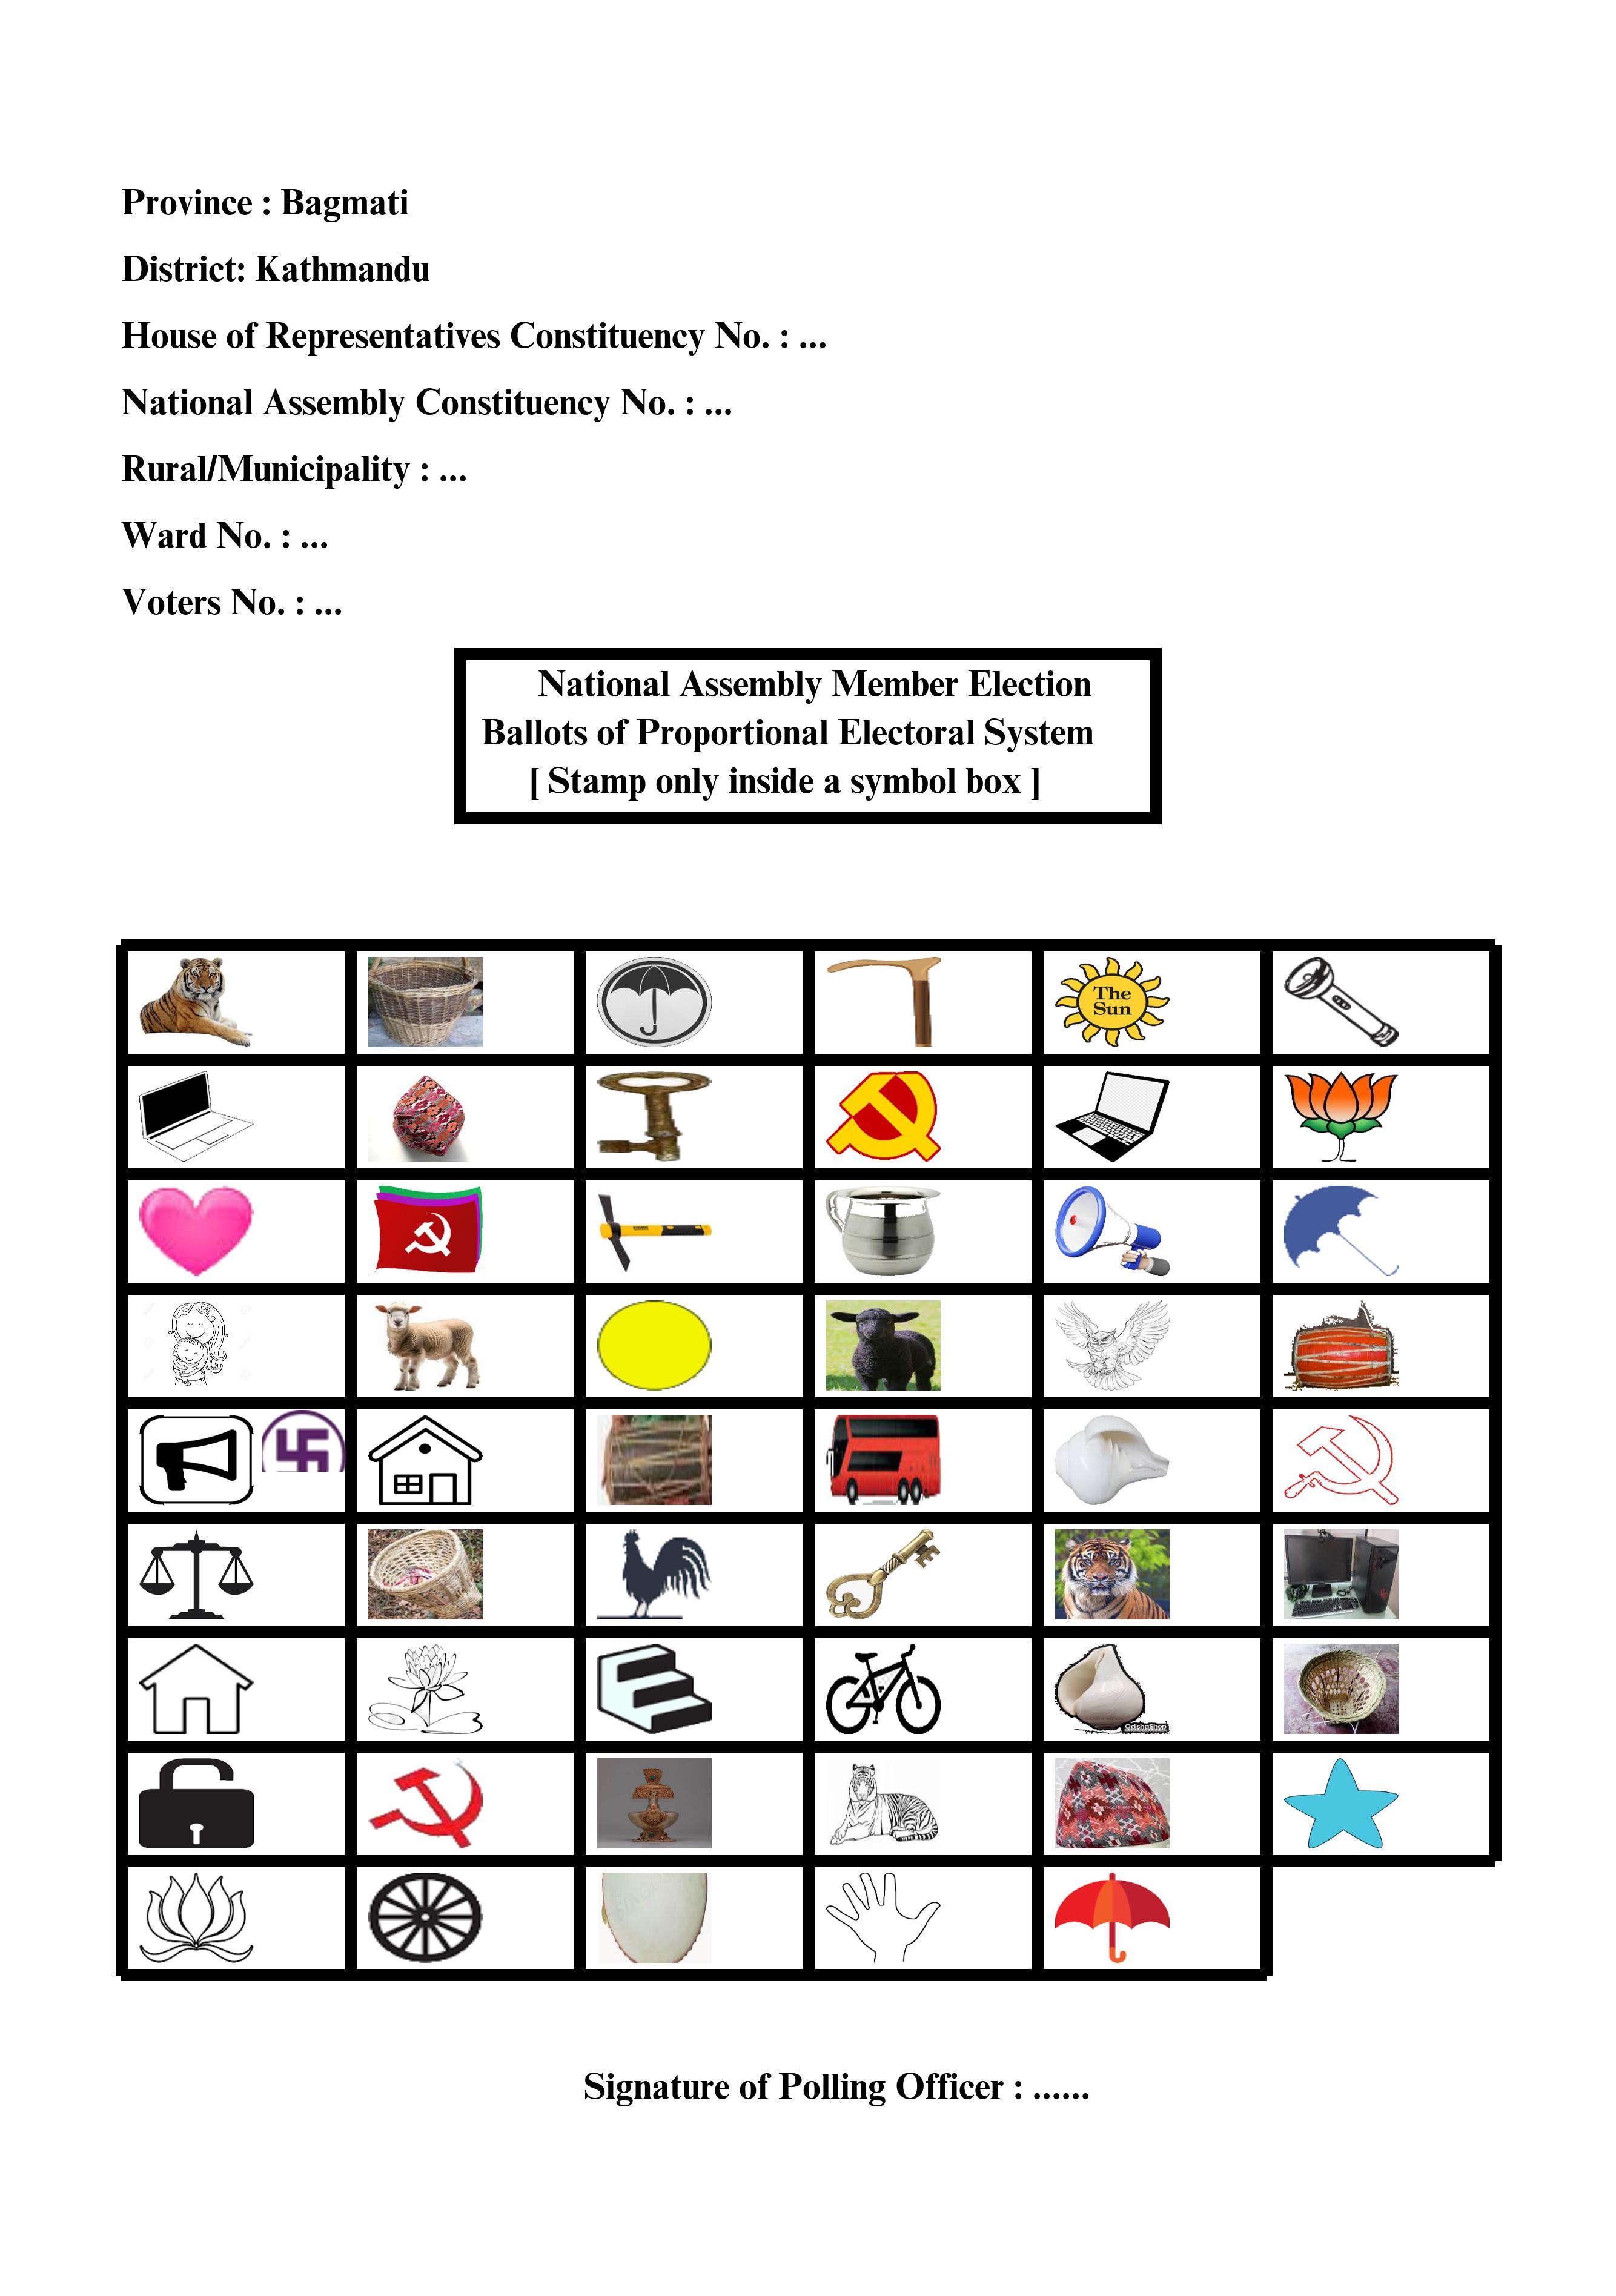 Province : Bagmati
District: Kathmandu
House of Representatives Constituency No. : ...
National Assembly Constituency No. : ...
Rural/Municipality : ...
Ward No. : ...
Voters No. : ...
National Assembly Member Election
Ballots of Proportional Electoral System
[ Stamp only inside a symbol box ]
The
Sun
Signature of Polling Officer : ......